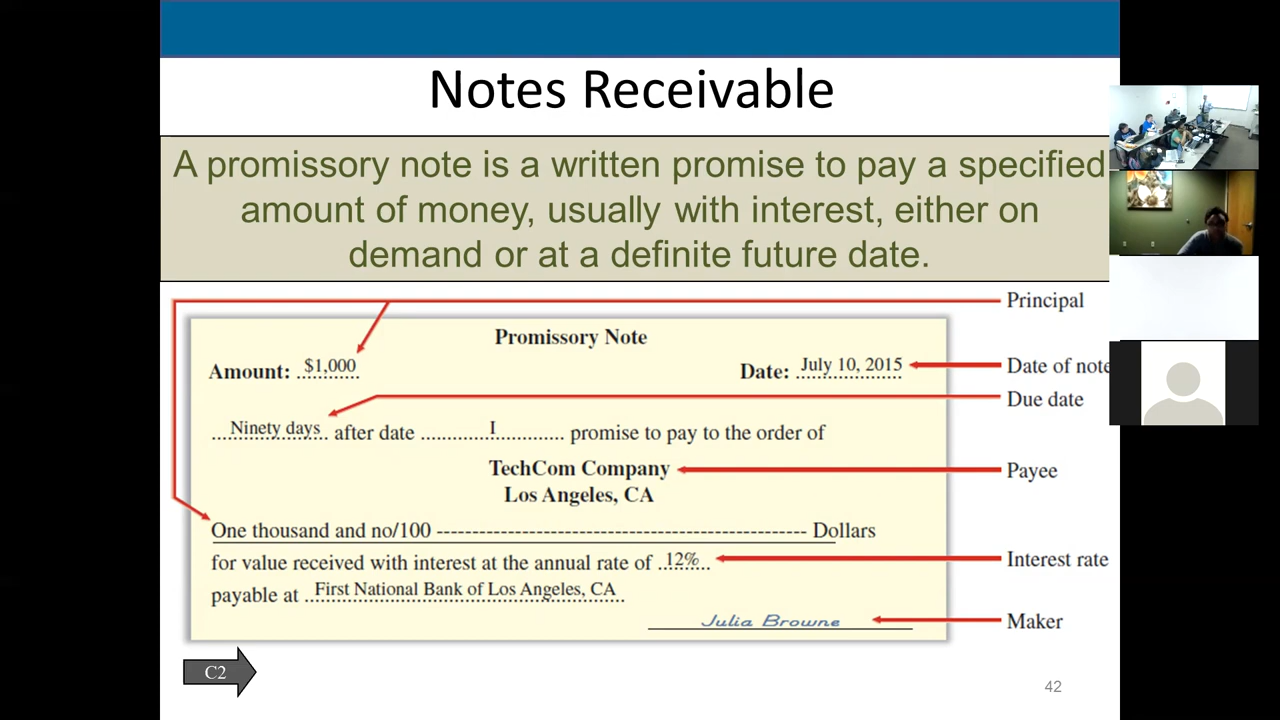 Notes Receivable
A promissory note is a written promise to pay a specified
amount of money, usually with interest, either on
demand or at a definite future date.
Principal
Promissory Note
Amount: $1,000
Date: July 10, 2015
Date of note
Due date
Ninety days after date I promise to pay to the order of
TechCom Company
Payee
Los Angeles, CA
One thousand and no/100 ---------------------------------------------------- Dollars
for value received with interest at the annual rate of 12%
Interest rate
payable at First National Bank of Los Angeles, CA
Julia Browne
Maker
C2
42